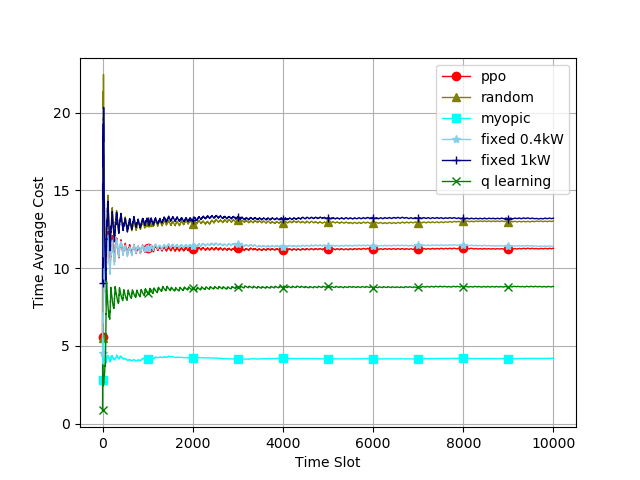 Time Average Cost
20
15
10
5
0
0
2000
4000
6000
8000
10000
Time Slot
ppo
random
myopic
fixed 0.4kW
fixed 1kW
q learning